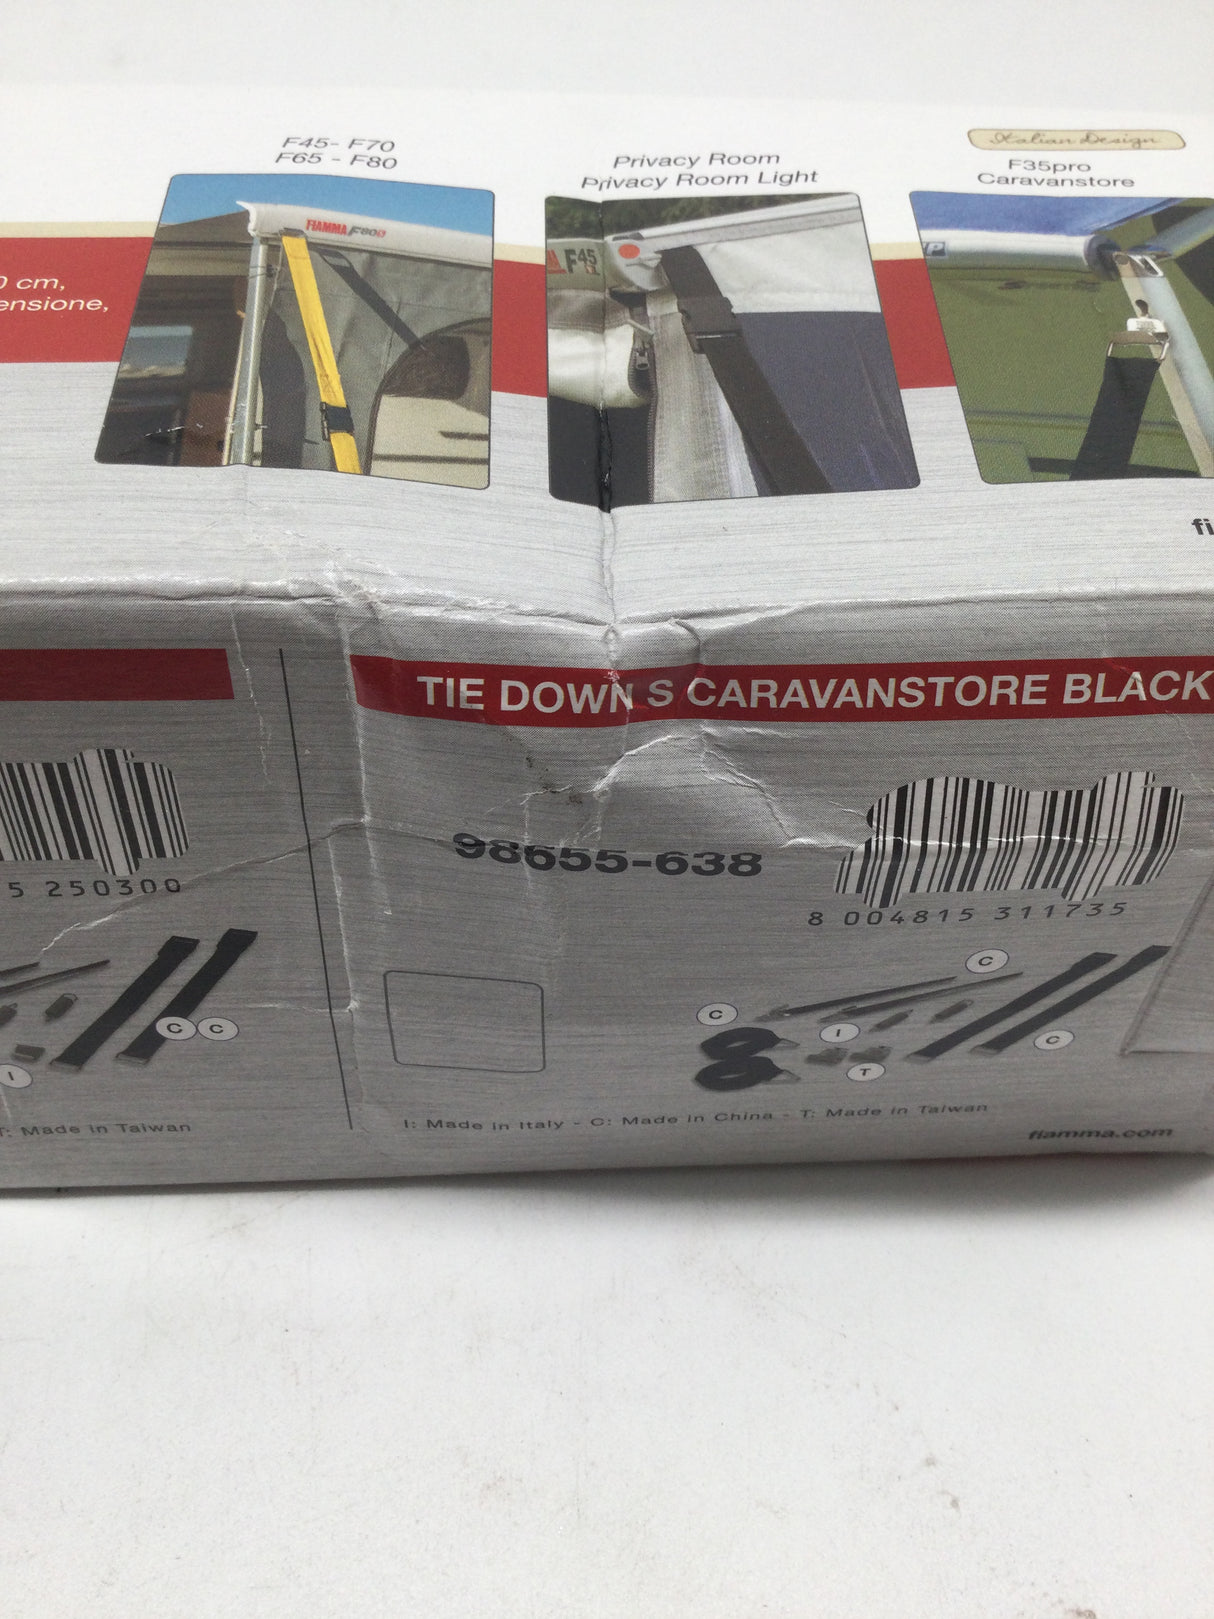 F45- F70
F65 - F80
Privacy Room
Privacy Room Light
Italian Design
F35pro
Caravanstore
0 cm,
ensione,
FIAMMA F80S
F45
P
fi
TIE DOWN S CARAVANSTORE BLACK
98655-638
5 250300
8 004815 311735
C
C
C
C
I
I
C
T
T: Made in Taiwan
I: Made in Italy - C: Made in China - T: Made in Taiwan
fiamma.com